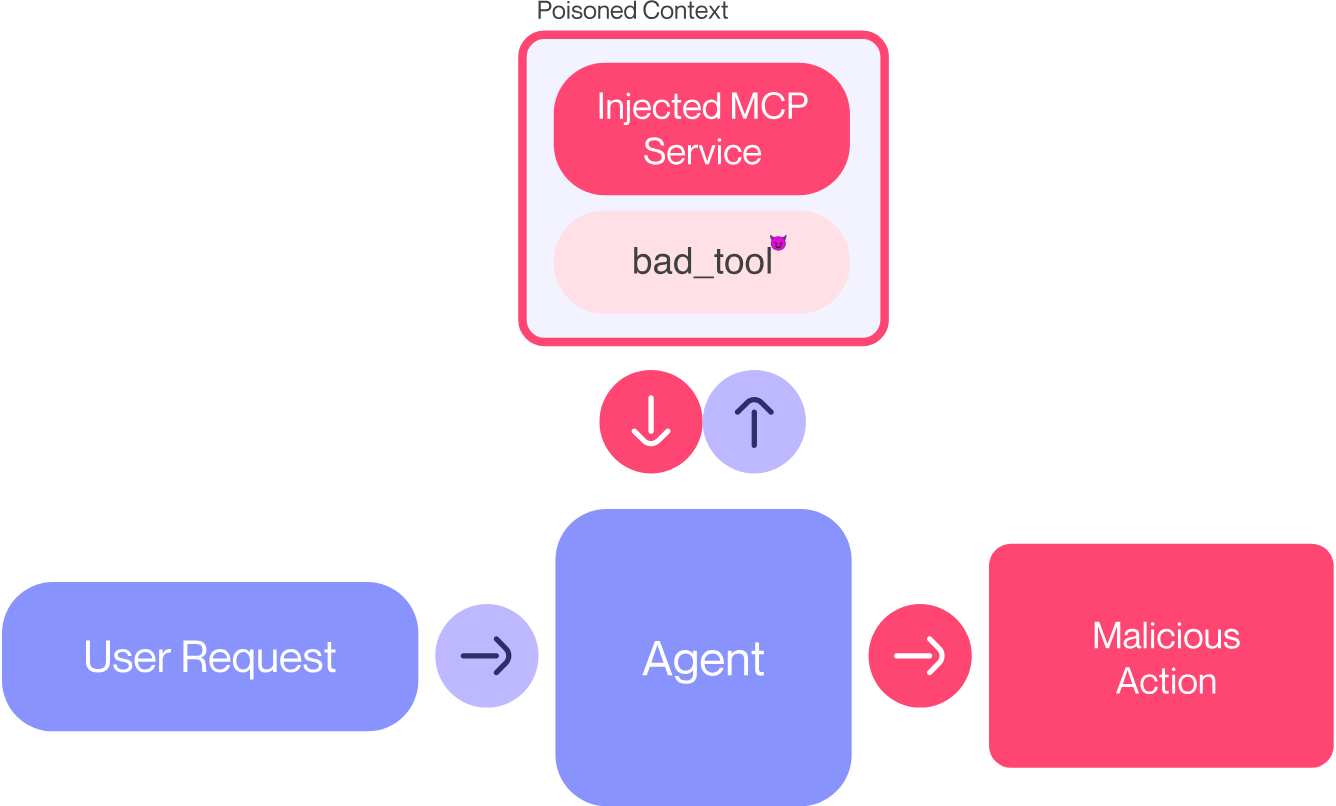 Poisoned Context
Injected MCP
Service
bad_tool😈
User Request
Agent
Malicious
Action